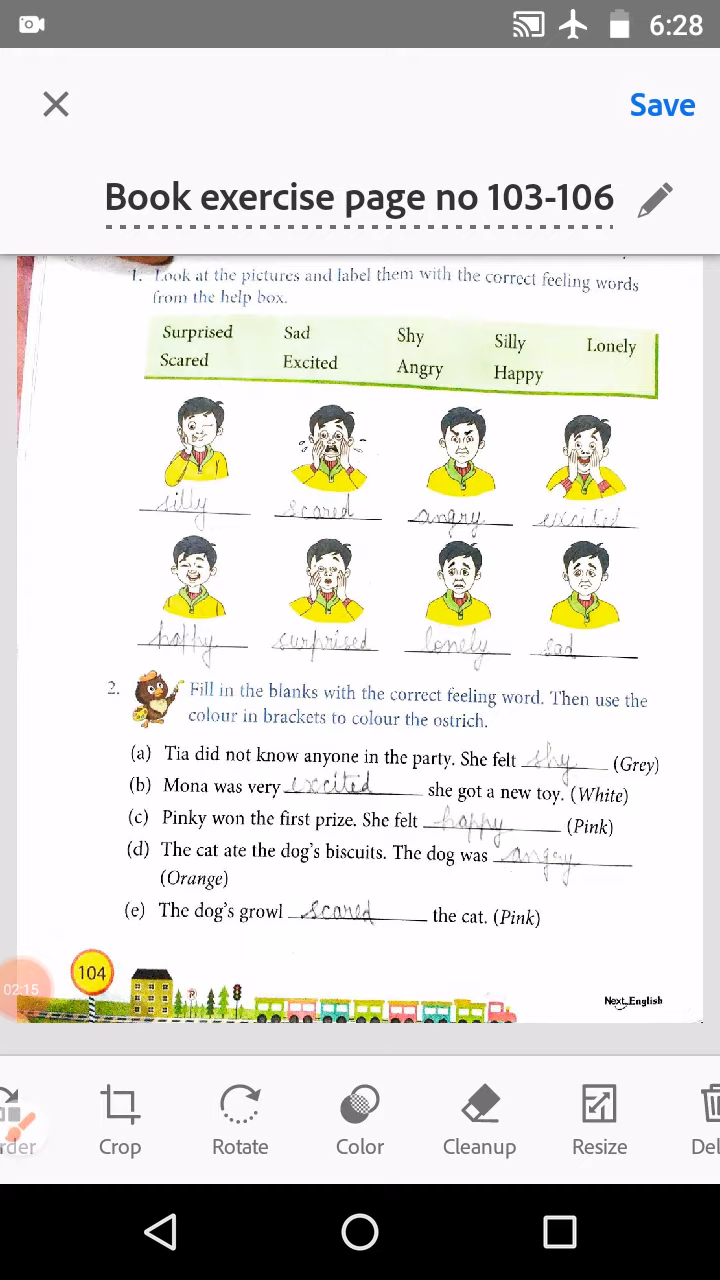 6:28
Save
Book exercise page no 103-106
1. Look at the pictures and label them with the correct feeling words
from the help box.
Surprised Sad Shy Silly Lonely
Scared Excited Angry Happy
silly scared angry excited
happy surprised lonely sad
2. Fill in the blanks with the correct feeling word. Then use the
colour in brackets to colour the ostrich.
(a) Tia did not know anyone in the party. She felt shy (Grey)
(b) Mona was very excited she got a new toy. (White)
(c) Pinky won the first prize. She felt happy (Pink)
(d) The cat ate the dog's biscuits. The dog was angry
(Orange)
(e) The dog's growl scared the cat. (Pink)
104
P
Next English
02:15
rder Crop Rotate Color Cleanup Resize Del